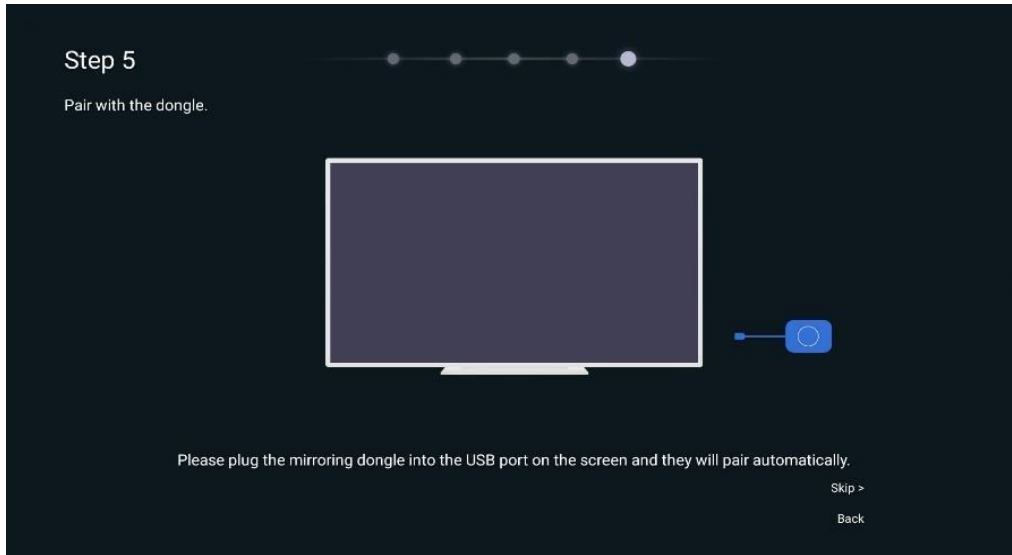 Step 5
Pair with the dongle.
Please plug the mirroring dongle into the USB port on the screen and they will pair automatically.
Skip >
Back